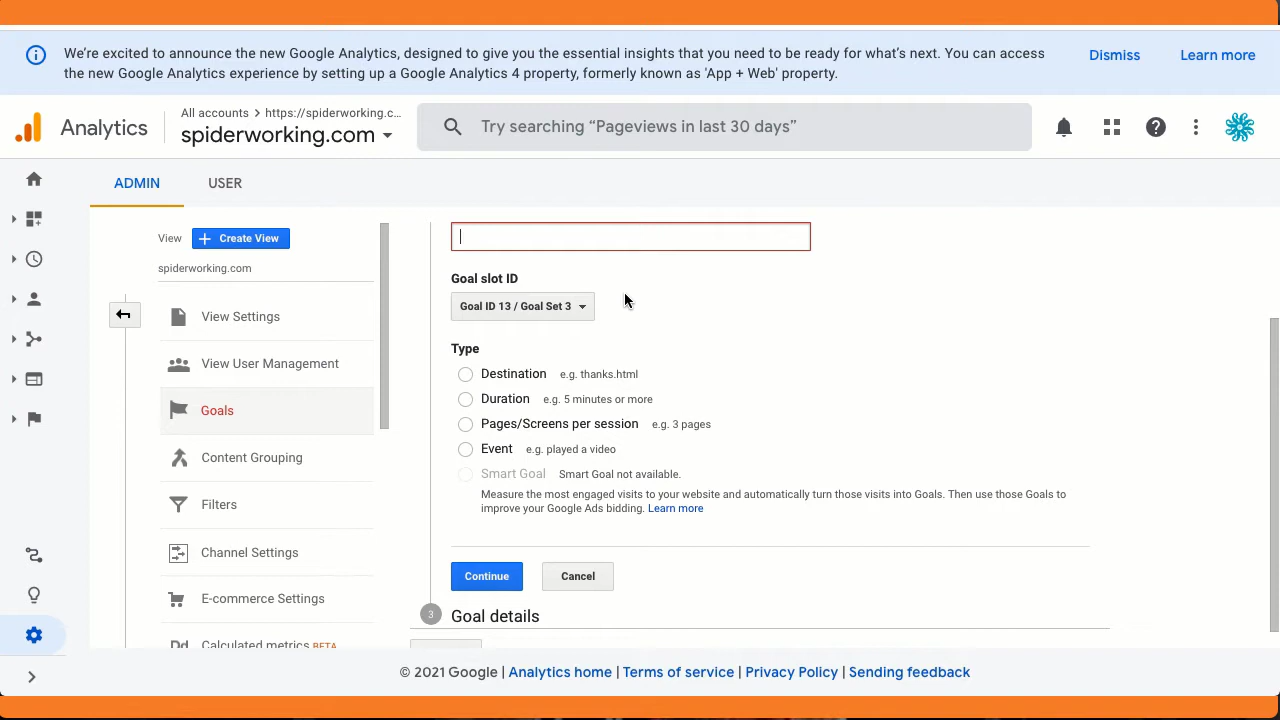 We're excited to announce the new Google Analytics, designed to give you the essential insights that you need to be ready for what's next. You can access
the new Google Analytics experience by setting up a Google Analytics 4 property, formerly known as 'App + Web' property.
Dismiss
Learn more
Analytics
All accounts > https://spiderworking.c...
spiderworking.com
Try searching “Pageviews in last 30 days”
ADMIN
USER
View
+ Create View
spiderworking.com
View Settings
View User Management
Goals
Content Grouping
Filters
Channel Settings
E-commerce Settings
Dd Calculated metrics BETA
Goal slot ID
Goal ID 13 / Goal Set 3
Type
Destination e.g. thanks.html
Duration e.g. 5 minutes or more
Pages/Screens per session e.g. 3 pages
Event e.g. played a video
Smart Goal Smart Goal not available.
Measure the most engaged visits to your website and automatically turn those visits into Goals. Then use those Goals to
improve your Google Ads bidding. Learn more
Continue
Cancel
3 Goal details
© 2021 Google | Analytics home | Terms of service | Privacy Policy | Sending feedback